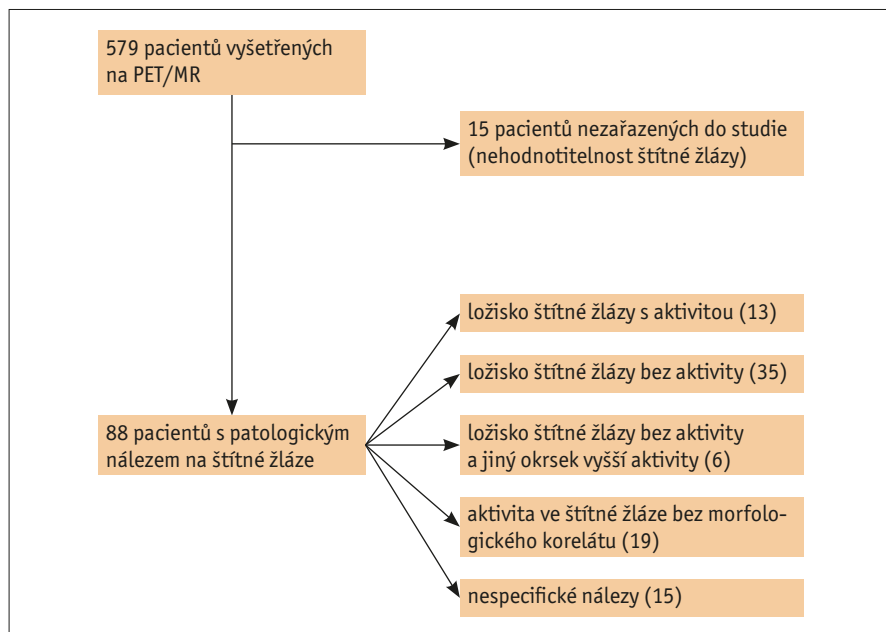 579 pacientů vyšetřených
na PET/MR
15 pacientů nezařazených do studie
(nehodnotitelnost štítné žlázy)
ložisko štítné žlázy s aktivitou (13)
ložisko štítné žlázy bez aktivity (35)
88 pacientů s patologickým
nálezem na štítné žláze
ložisko štítné žlázy bez aktivity
a jiný okrsek vyšší aktivity (6)
aktivita ve štítné žláze bez morfolo-
gického korelátu (19)
nespecifické nálezy (15)